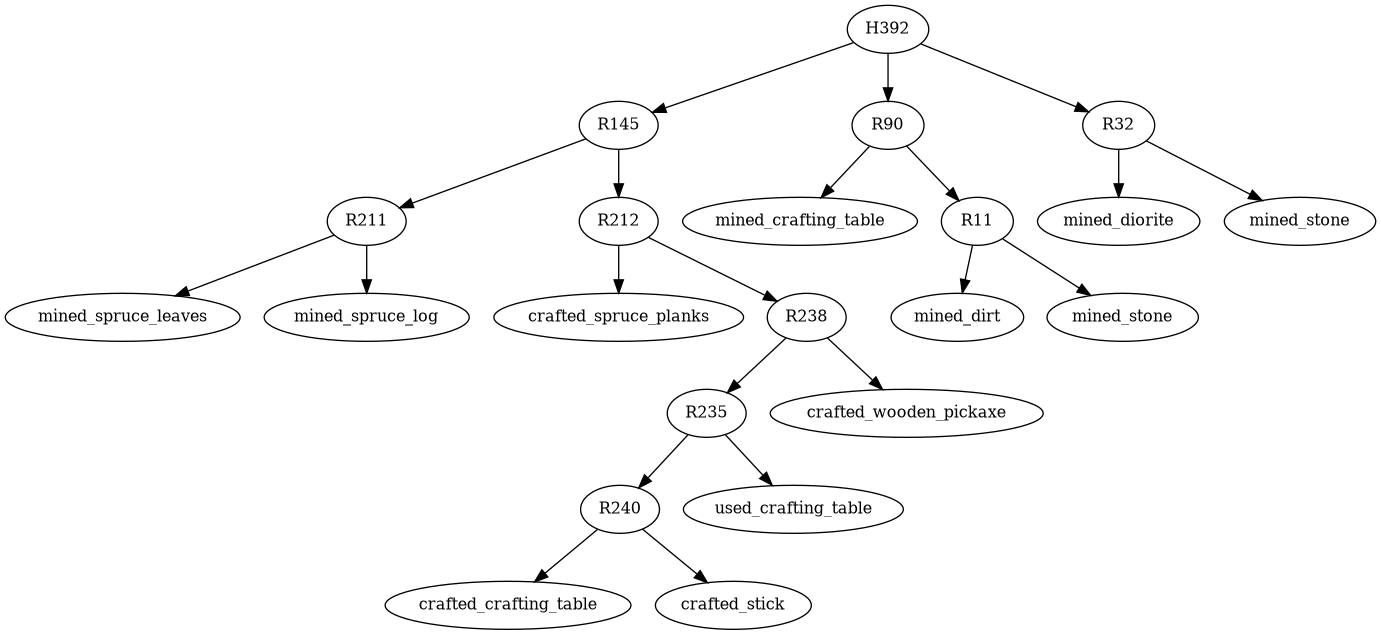 H392
R145
R90
R32
R211
R212
mined_crafting_table
R11
mined_diorite
mined_stone
mined_spruce_leaves
mined_spruce_log
crafted_spruce_planks
R238
mined_dirt
mined_stone
R235
crafted_wooden_pickaxe
R240
used_crafting_table
crafted_crafting_table
crafted_stick